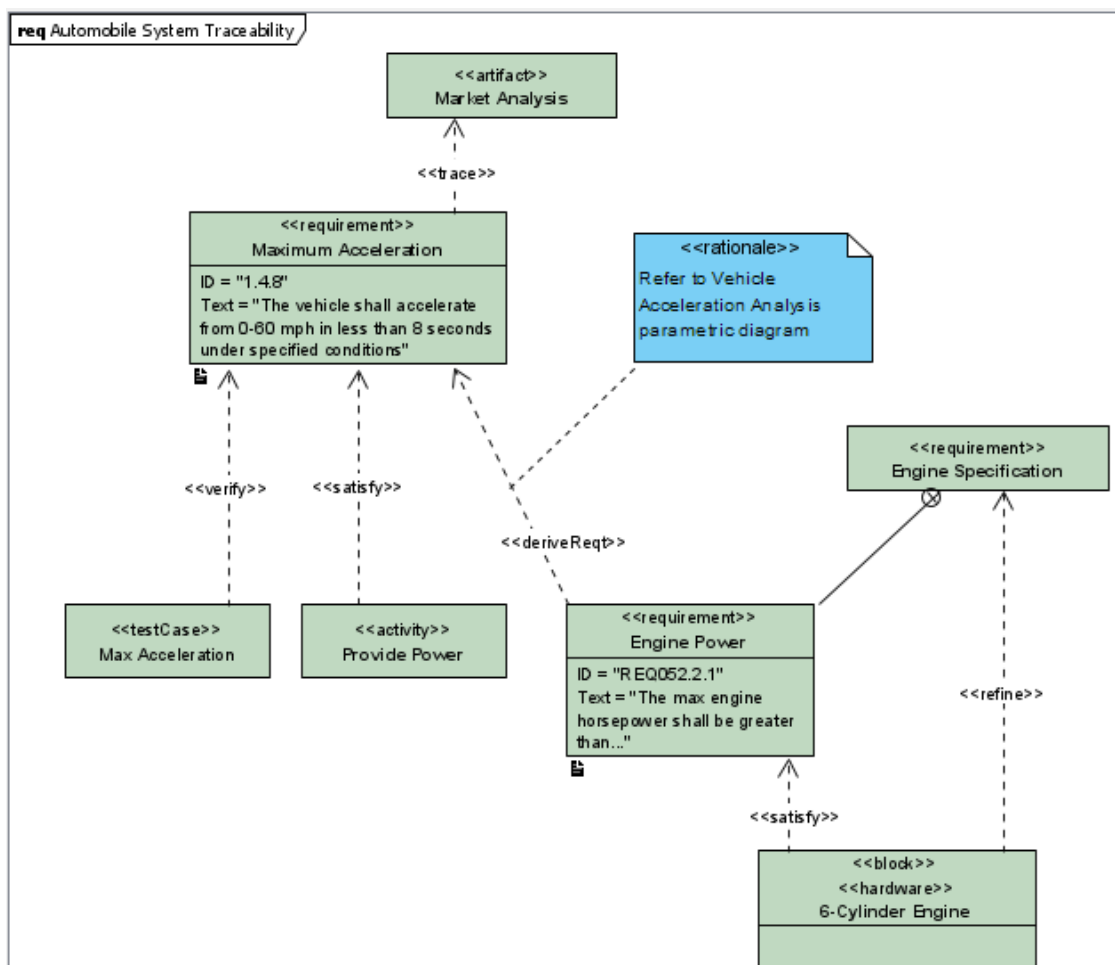 req Automobile System Traceability
<<artifact>>
Market Analysis
<<trace>>
<<requirement>>
Maximum Acceleration
ID = "1.4.8"
Text = "The vehicle shall accelerate
from 0-60 mph in less than 8 seconds
under specified conditions"
<<rationale>>
Refer to Vehicle
Acceleration Analysis
parametric diagram
<<requirement>>
Engine Specification
<<verify>>
<<satisfy>>
<<deriveReqt>>
<<testCase>>
Max Acceleration
<<activity>>
Provide Power
<<requirement>>
Engine Power
ID = "REQ052.2.1"
Text = "The max engine
horsepower shall be greater
than..."
<<refine>>
<<satisfy>>
<<block>>
<<hardware>>
6-Cylinder Engine